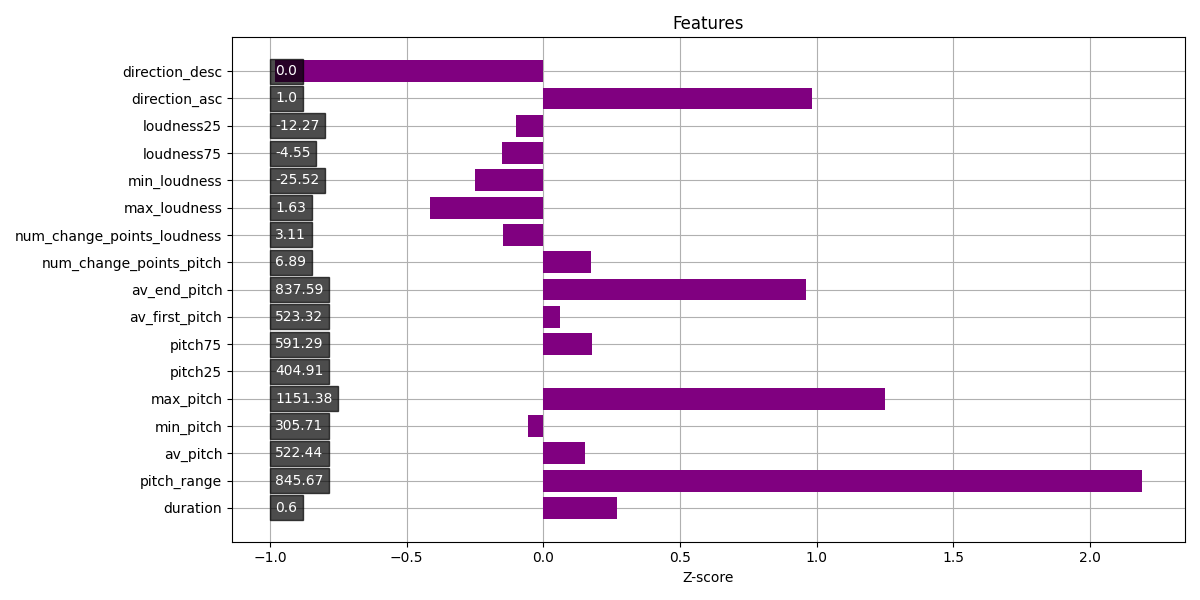 Features
direction_desc 0.0
direction_asc 1.0
loudness25 -12.27
loudness75 -4.55
min_loudness -25.52
max_loudness 1.63
num_change_points_loudness 3.11
num_change_points_pitch 6.89
av_end_pitch 837.59
av_first_pitch 523.32
pitch75 591.29
pitch25 404.91
max_pitch 1151.38
min_pitch 305.71
av_pitch 522.44
pitch_range 845.67
duration 0.6
−1.0 −0.5 0.0 0.5 1.0 1.5 2.0
Z-score